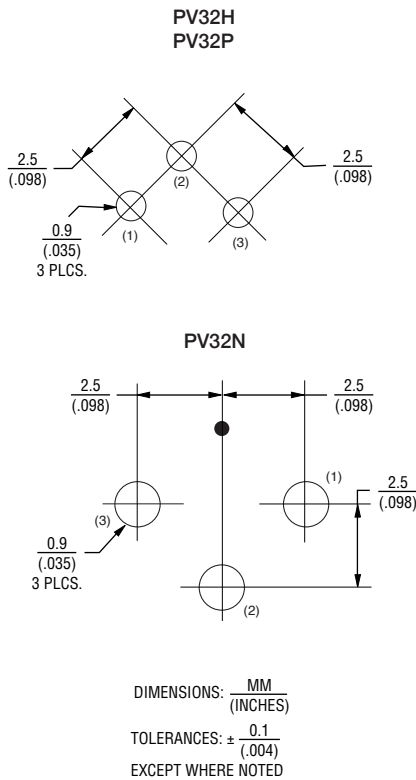 PV32H
PV32P
2.5
(.098)
2.5
(.098)
(2)
0.9
(.035)
3 PLCS.
(1)
(3)
PV32N
2.5
(.098)
2.5
(.098)
(1)
2.5
(.098)
(3)
0.9
(.035)
3 PLCS.
(2)
DIMENSIONS: MM
(INCHES)
TOLERANCES: ± 0.1
(.004)
EXCEPT WHERE NOTED